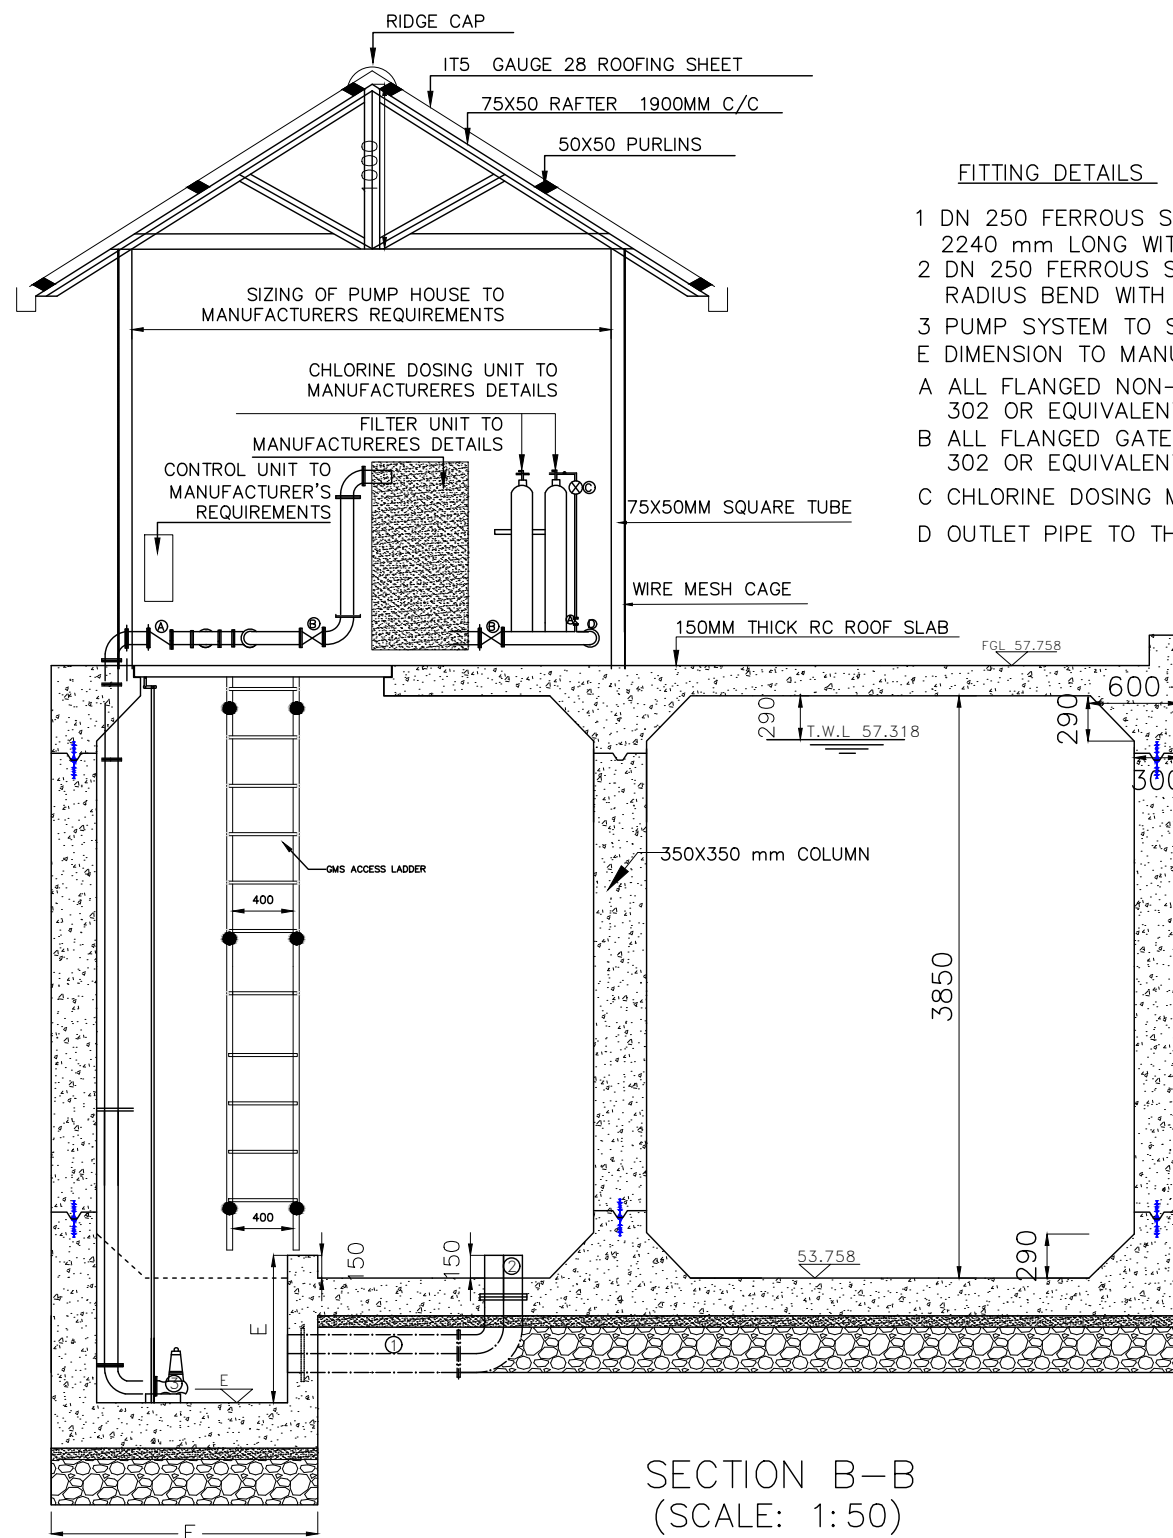 RIDGE CAP
IT5 GAUGE 28 ROOFING SHEET
75X50 RAFTER 1900MM C/C
50X50 PURLINS
1000
FITTING DETAILS
1 DN 250 FERROUS S
2240 mm LONG WIT
2 DN 250 FERROUS S
RADIUS BEND WITH
3 PUMP SYSTEM TO S
E DIMENSION TO MANU
A ALL FLANGED NON-
302 OR EQUIVALEN
B ALL FLANGED GATE
302 OR EQUIVALEN
C CHLORINE DOSING M
D OUTLET PIPE TO TH
SIZING OF PUMP HOUSE TO
MANUFACTURERS REQUIREMENTS
CHLORINE DOSING UNIT TO
MANUFACTURERES DETAILS
FILTER UNIT TO
MANUFACTURERES DETAILS
CONTROL UNIT TO
MANUFACTURER'S
REQUIREMENTS
C
75X50MM SQUARE TUBE
WIRE MESH CAGE
A
B
B
A
D
150MM THICK RC ROOF SLAB
FGL 57.758
600
290
T.W.L 57.318
290
300
350X350 mm COLUMN
GMS ACCESS LADDER
400
3850
400
150
150
2
53.758
290
E
1
3
E
E
SECTION B-B
(SCALE: 1:50)